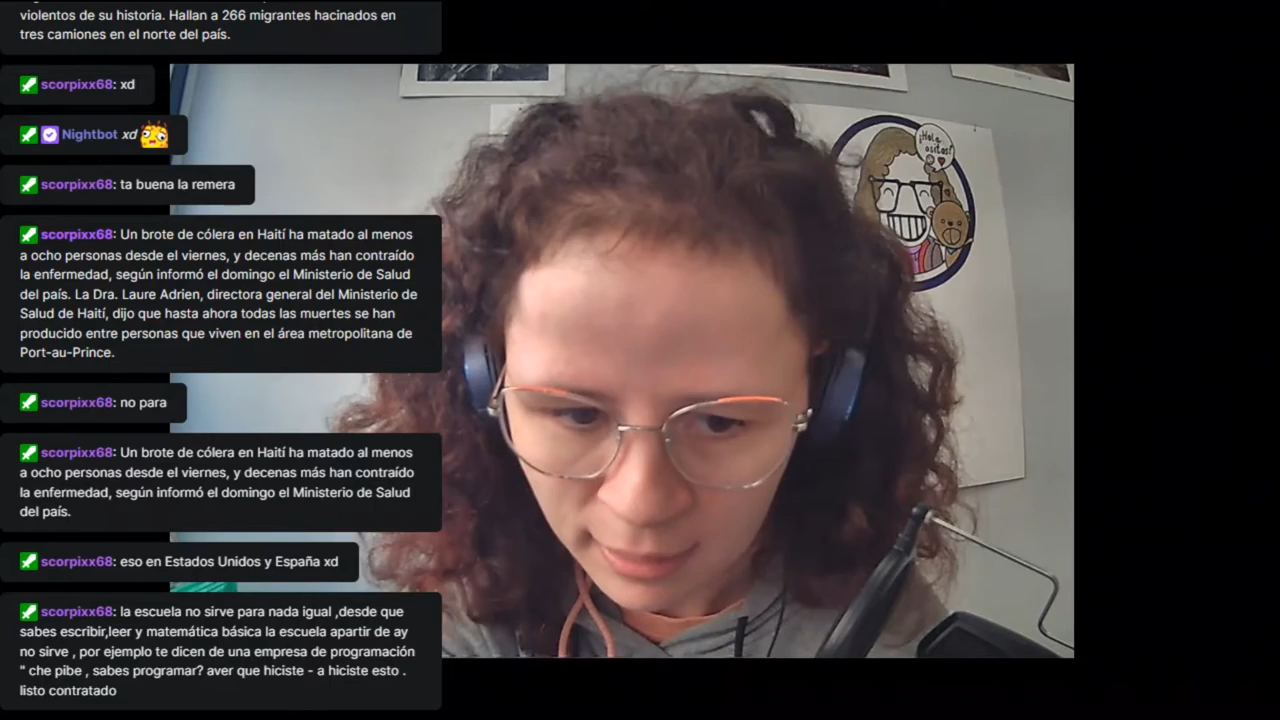 violentos de su historia. Hallan a 266 migrantes hacinados en
tres camiones en el norte del país.
scorpixx68: xd
Nightbot xd
scorpixx68: ta buena la remera
scorpixx68: Un brote de cólera en Haití ha matado al menos
a ocho personas desde el viernes, y decenas más han contraído
la enfermedad, según informó el domingo el Ministerio de Salud
del país. La Dra. Laure Adrien, directora general del Ministerio de
Salud de Haití, dijo que hasta ahora todas las muertes se han
producido entre personas que viven en el área metropolitana de
Port-au-Prince.
scorpixx68: no para
scorpixx68: Un brote de cólera en Haití ha matado al menos
a ocho personas desde el viernes, y decenas más han contraído
la enfermedad, según informó el domingo el Ministerio de Salud
del país.
scorpixx68: eso en Estados Unidos y España xd
scorpixx68: la escuela no sirve para nada igual ,desde que
sabes escribir,leer y matemática básica la escuela apartir de ay
no sirve , por ejemplo te dicen de una empresa de programación
" che pibe , sabes programar? aver que hiciste - a hiciste esto .
listo contratado
¡Hola
ositos!